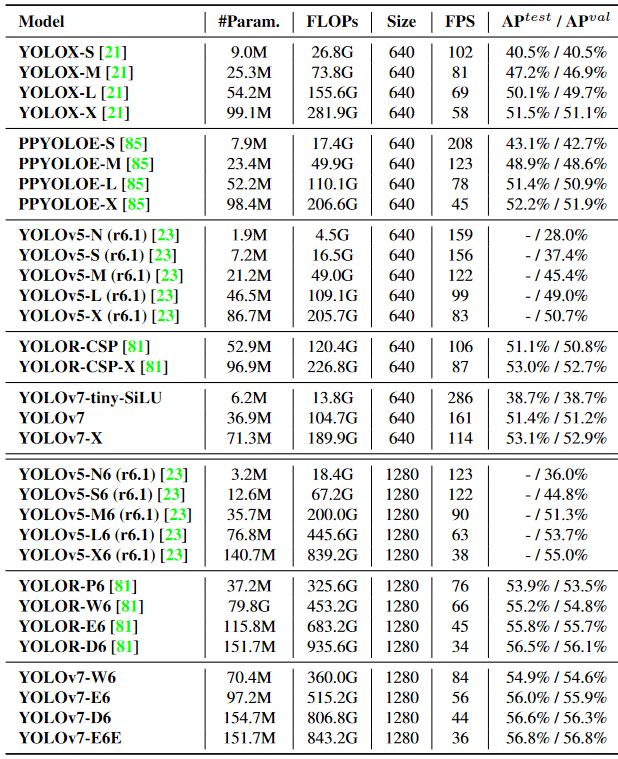 Model #Param. FLOPs Size FPS AP^test / AP^val
YOLOX-S [21] 9.0M 26.8G 640 102 40.5% / 40.5%
YOLOX-M [21] 25.3M 73.8G 640 81 47.2% / 46.9%
YOLOX-L [21] 54.2M 155.6G 640 69 50.1% / 49.7%
YOLOX-X [21] 99.1M 281.9G 640 58 51.5% / 51.1%
PPYOLOE-S [85] 7.9M 17.4G 640 208 43.1% / 42.7%
PPYOLOE-M [85] 23.4M 49.9G 640 123 48.9% / 48.6%
PPYOLOE-L [85] 52.2M 110.1G 640 78 51.4% / 50.9%
PPYOLOE-X [85] 98.4M 206.6G 640 45 52.2% / 51.9%
YOLOv5-N (r6.1) [23] 1.9M 4.5G 640 159 - / 28.0%
YOLOv5-S (r6.1) [23] 7.2M 16.5G 640 156 - / 37.4%
YOLOv5-M (r6.1) [23] 21.2M 49.0G 640 122 - / 45.4%
YOLOv5-L (r6.1) [23] 46.5M 109.1G 640 99 - / 49.0%
YOLOv5-X (r6.1) [23] 86.7M 205.7G 640 83 - / 50.7%
YOLOR-CSP [81] 52.9M 120.4G 640 106 51.1% / 50.8%
YOLOR-CSP-X [81] 96.9M 226.8G 640 87 53.0% / 52.7%
YOLOv7-tiny-SiLU 6.2M 13.8G 640 286 38.7% / 38.7%
YOLOv7 36.9M 104.7G 640 161 51.4% / 51.2%
YOLOv7-X 71.3M 189.9G 640 114 53.1% / 52.9%
YOLOv5-N6 (r6.1) [23] 3.2M 18.4G 1280 123 - / 36.0%
YOLOv5-S6 (r6.1) [23] 12.6M 67.2G 1280 122 - / 44.8%
YOLOv5-M6 (r6.1) [23] 35.7M 200.0G 1280 90 - / 51.3%
YOLOv5-L6 (r6.1) [23] 76.8M 445.6G 1280 63 - / 53.7%
YOLOv5-X6 (r6.1) [23] 140.7M 839.2G 1280 38 - / 55.0%
YOLOR-P6 [81] 37.2M 325.6G 1280 76 53.9% / 53.5%
YOLOR-W6 [81] 79.8G 453.2G 1280 66 55.2% / 54.8%
YOLOR-E6 [81] 115.8M 683.2G 1280 45 55.8% / 55.7%
YOLOR-D6 [81] 151.7M 935.6G 1280 34 56.5% / 56.1%
YOLOv7-W6 70.4M 360.0G 1280 84 54.9% / 54.6%
YOLOv7-E6 97.2M 515.2G 1280 56 56.0% / 55.9%
YOLOv7-D6 154.7M 806.8G 1280 44 56.6% / 56.3%
YOLOv7-E6E 151.7M 843.2G 1280 36 56.8% / 56.8%